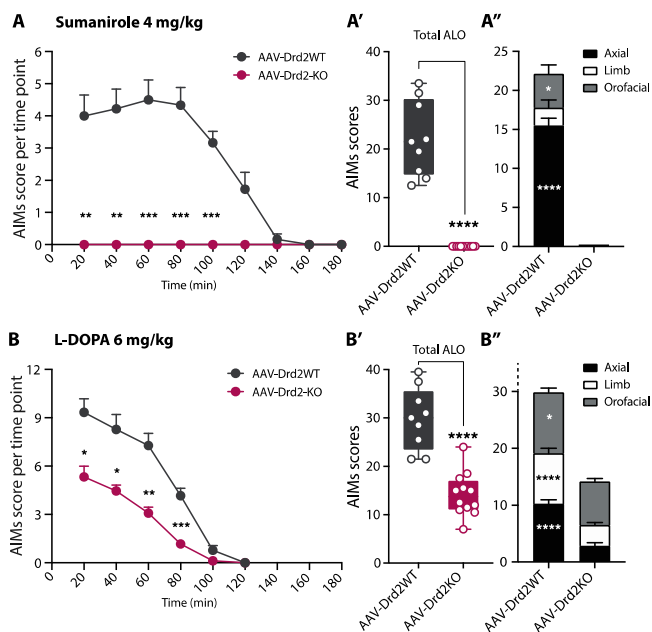 A
Sumanirole 4 mg/kg
AAV-Drd2WT
AAV-Drd2-KO
AIMs score per time point
6
5
4
3
2
1
0
** ** *** *** ***
0 20 40 60 80 100 120 140 160 180
Time (min)
A′
Total ALO
AIMs scores
40
30
20
10
0
****
AAV-Drd2WT
AAV-Drd2KO
A″
Axial
Limb
Orofacial
25
20
15
10
5
0
*
****
AAV-Drd2WT
AAV-Drd2KO
B
L-DOPA 6 mg/kg
AAV-Drd2WT
AAV-Drd2-KO
AIMs score per time point
12
9
6
3
0
* * ** ***
0 20 40 60 80 100 120 140 160 180
Time (min)
B′
Total ALO
AIMs scores
40
30
20
10
0
****
AAV-Drd2WT
AAV-Drd2KO
B″
Axial
Limb
Orofacial
30
20
10
0
*
****
****
AAV-Drd2WT
AAV-Drd2KO